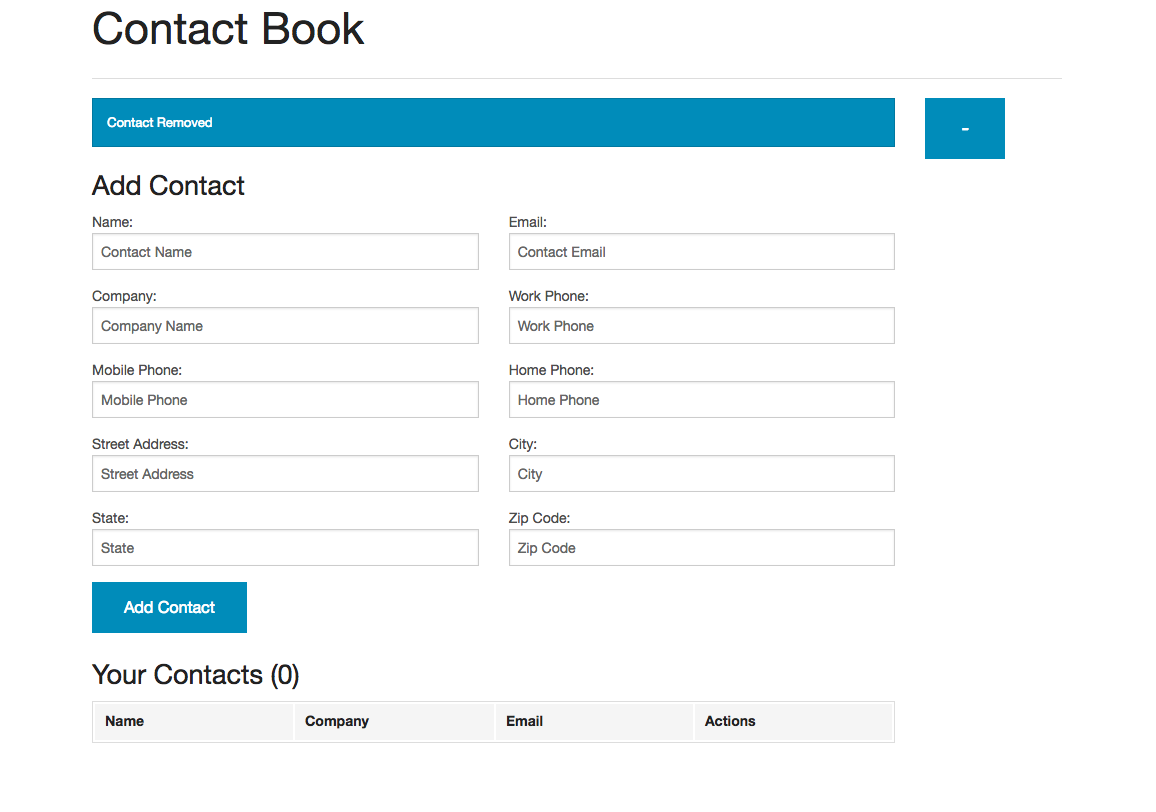 Contact Book
Contact Removed
-
Add Contact
Name:
Email:
Contact Name
Contact Email
Company:
Work Phone:
Company Name
Work Phone
Mobile Phone:
Home Phone:
Mobile Phone
Home Phone
Street Address:
City:
Street Address
City
State:
Zip Code:
State
Zip Code
Add Contact
Your Contacts (0)
Name Company Email Actions